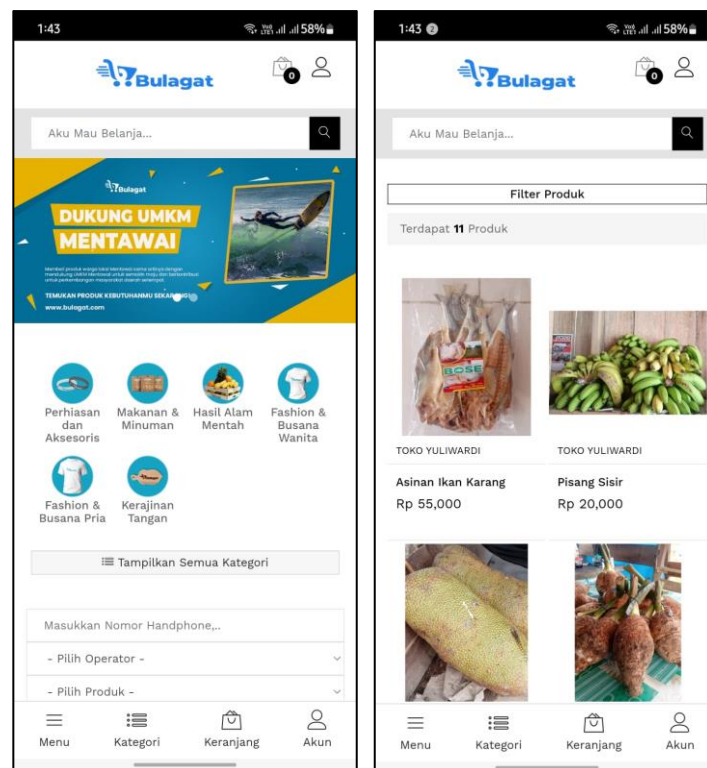 1:43
58%
Bulagat
0
Aku Mau Belanja...
Bulagat
DUKUNG UMKM
MENTAWAI
TEMUKAN PRODUK KEBUTUHANMU
www.bulagat.com
Perhiasan
dan
Aksesoris
Makanan &
Minuman
Hasil Alam
Mentah
Fashion &
Busana
Wanita
Fashion &
Busana Pria
Kerajinan
Tangan
Tampilkan Semua Kategori
Masukkan Nomor Handphone,..
- Pilih Operator -
- Pilih Produk -
Menu
Kategori
Keranjang
Akun
1:43 2
58%
Bulagat
0
Aku Mau Belanja...
Filter Produk
Terdapat 11 Produk
BOSE
TOKO YULIWARDI
Asinan Ikan Karang
Rp 55,000
TOKO YULIWARDI
Pisang Sisir
Rp 20,000
Menu
Kategori
Keranjang
Akun